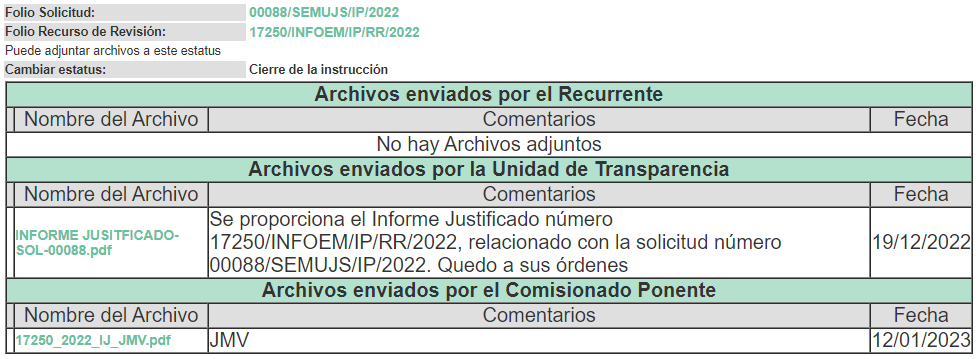 Folio Solicitud: 00088/SEMUJS/IP/2022
Folio Recurso de Revisión: 17250/INFOEM/IP/RR/2022
Puede adjuntar archivos a este estatus
Cambiar estatus: Cierre de la instrucción
Archivos enviados por el Recurrente
Nombre del Archivo Comentarios Fecha
No hay Archivos adjuntos
Archivos enviados por la Unidad de Transparencia
Nombre del Archivo Comentarios Fecha
INFORME JUSITFICADO-
SOL-00088.pdf
Se proporciona el Informe Justificado número
17250/INFOEM/IP/RR/2022, relacionado con la solicitud número
00088/SEMUJS/IP/2022. Quedo a sus órdenes
19/12/2022
Archivos enviados por el Comisionado Ponente
Nombre del Archivo Comentarios Fecha
17250_2022_IJ_JMV.pdf JMV 12/01/2023